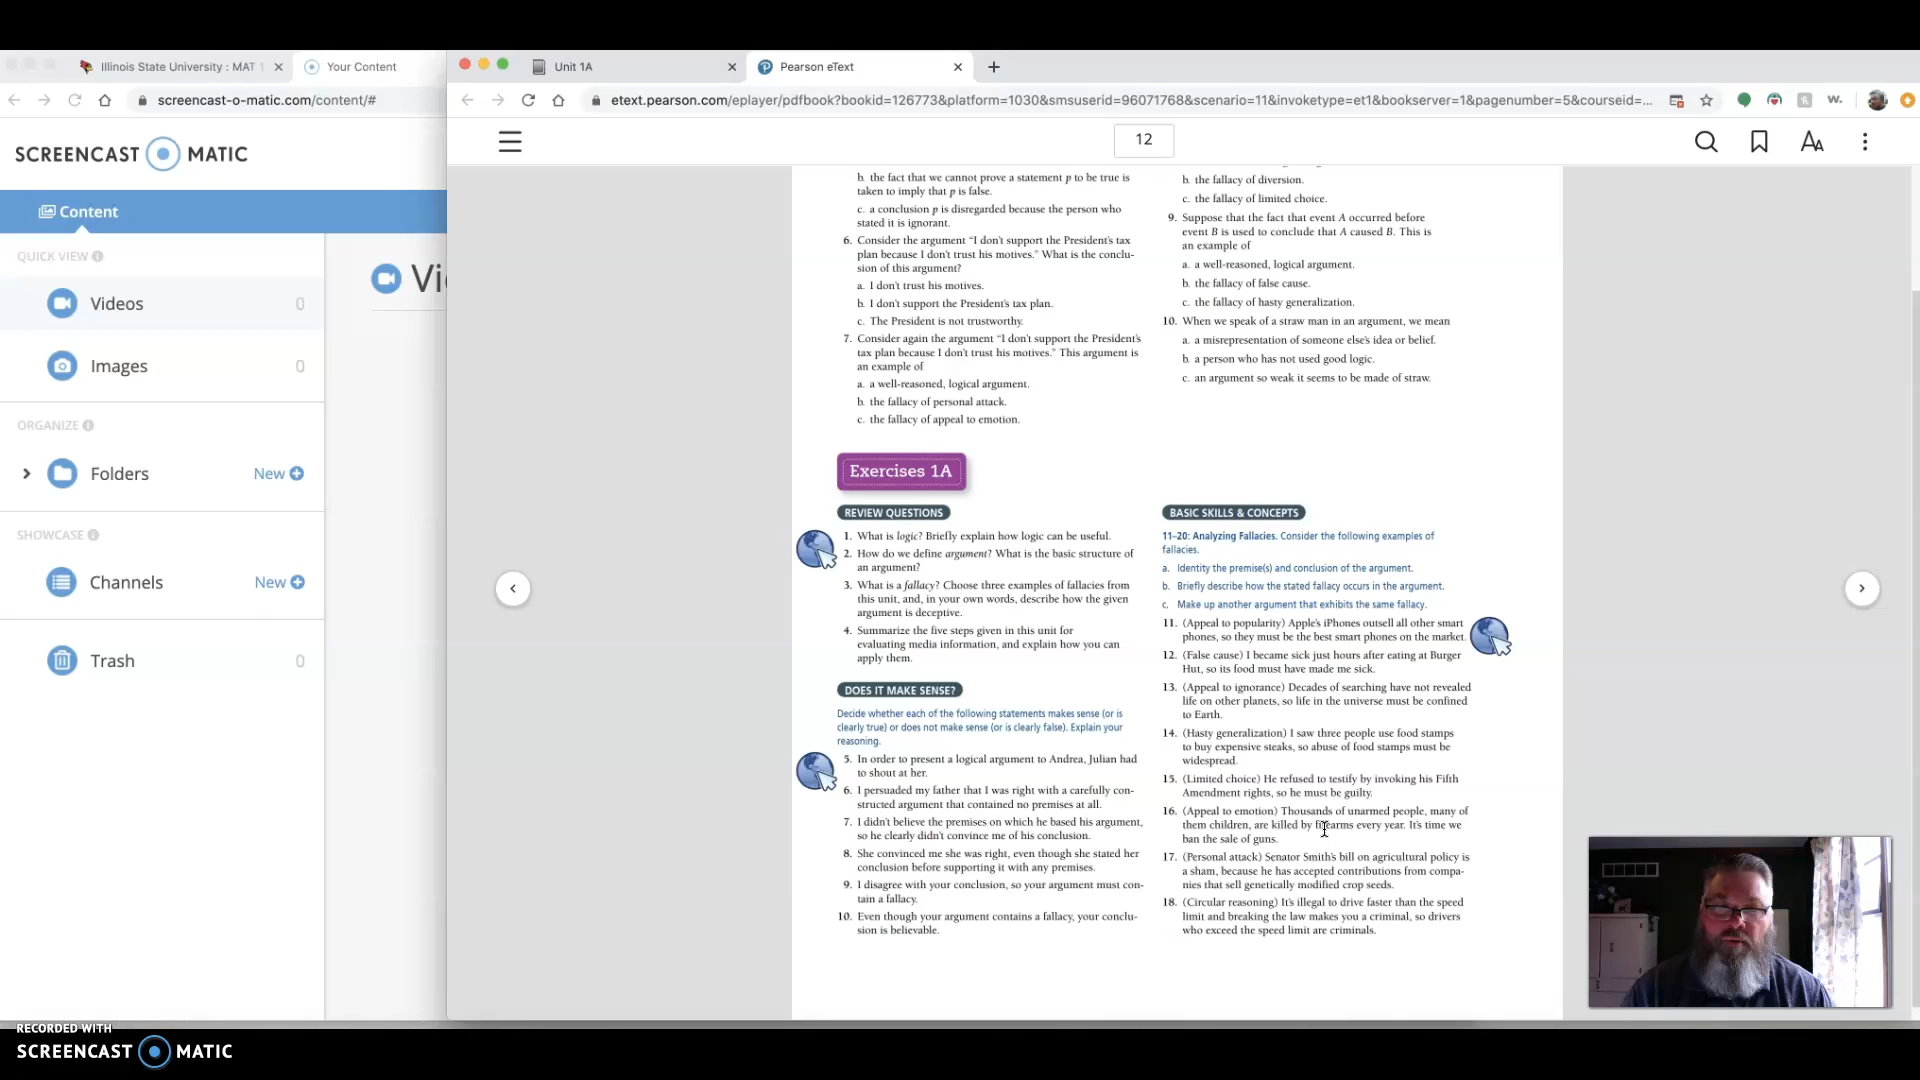 Illinois State University : MAT 1
Your Content
Unit 1A
Pearson eText
screencast-o-matic.com/content/#
etext.pearson.com/eplayer/pdfbook?bookid=126773&platform=1030&smsuserid=96071768&scenario=11&invoketype=et1&bookserver=1&pagenumber=5&courseid=...
SCREENCAST MATIC
12
Content
QUICK VIEW
Videos 0
Images 0
ORGANIZE
Folders New
SHOWCASE
Channels New
Trash 0
b. the fact that we cannot prove a statement p to be true is
taken to imply that p is false.
c. a conclusion p is disregarded because the person who
stated it is ignorant.
6. Consider the argument “I don’t support the President’s tax
plan because I don’t trust his motives.” What is the conclu-
sion of this argument?
a. I don’t trust his motives.
b. I don’t support the President’s tax plan.
c. The President is not trustworthy.
7. Consider again the argument “I don’t support the President’s
tax plan because I don’t trust his motives.” This argument is
an example of
a. a well-reasoned, logical argument.
b. the fallacy of personal attack.
c. the fallacy of appeal to emotion.
b. the fallacy of diversion.
c. the fallacy of limited choice.
9. Suppose that the fact that event A occurred before
event B is used to conclude that A caused B. This is
an example of
a. a well-reasoned, logical argument.
b. the fallacy of false cause.
c. the fallacy of hasty generalization.
10. When we speak of a straw man in an argument, we mean
a. a misrepresentation of someone else’s idea or belief.
b. a person who has not used good logic.
c. an argument so weak it seems to be made of straw.
Exercises 1A
REVIEW QUESTIONS
1. What is logic? Briefly explain how logic can be useful.
2. How do we define argument? What is the basic structure of
an argument?
3. What is a fallacy? Choose three examples of fallacies from
this unit, and, in your own words, describe how the given
argument is deceptive.
4. Summarize the five steps given in this unit for
evaluating media information, and explain how you can
apply them.
DOES IT MAKE SENSE?
Decide whether each of the following statements makes sense (or is
clearly true) or does not make sense (or is clearly false). Explain your
reasoning.
5. In order to present a logical argument to Andrea, Julian had
to shout at her.
6. I persuaded my father that I was right with a carefully con-
structed argument that contained no premises at all.
7. I didn’t believe the premises on which he based his argument,
so he clearly didn’t convince me of his conclusion.
8. She convinced me she was right, even though she stated her
conclusion before supporting it with any premises.
9. I disagree with your conclusion, so your argument must con-
tain a fallacy.
10. Even though your argument contains a fallacy, your conclu-
sion is believable.
BASIC SKILLS & CONCEPTS
11–20: Analyzing Fallacies. Consider the following examples of
fallacies.
a. Identity the premise(s) and conclusion of the argument.
b. Briefly describe how the stated fallacy occurs in the argument.
c. Make up another argument that exhibits the same fallacy.
11. (Appeal to popularity) Apple’s iPhones outsell all other smart
phones, so they must be the best smart phones on the market.
12. (False cause) I became sick just hours after eating at Burger
Hut, so its food must have made me sick.
13. (Appeal to ignorance) Decades of searching have not revealed
life on other planets, so life in the universe must be confined
to Earth.
14. (Hasty generalization) I saw three people use food stamps
to buy expensive steaks, so abuse of food stamps must be
widespread.
15. (Limited choice) He refused to testify by invoking his Fifth
Amendment rights, so he must be guilty.
16. (Appeal to emotion) Thousands of unarmed people, many of
them children, are killed by firearms every year. It’s time we
ban the sale of guns.
17. (Personal attack) Senator Smith’s bill on agricultural policy is
a sham, because he has accepted contributions from compa-
nies that sell genetically modified crop seeds.
18. (Circular reasoning) It’s illegal to drive faster than the speed
limit and breaking the law makes you a criminal, so drivers
who exceed the speed limit are criminals.
RECORDED WITH
SCREENCAST MATIC